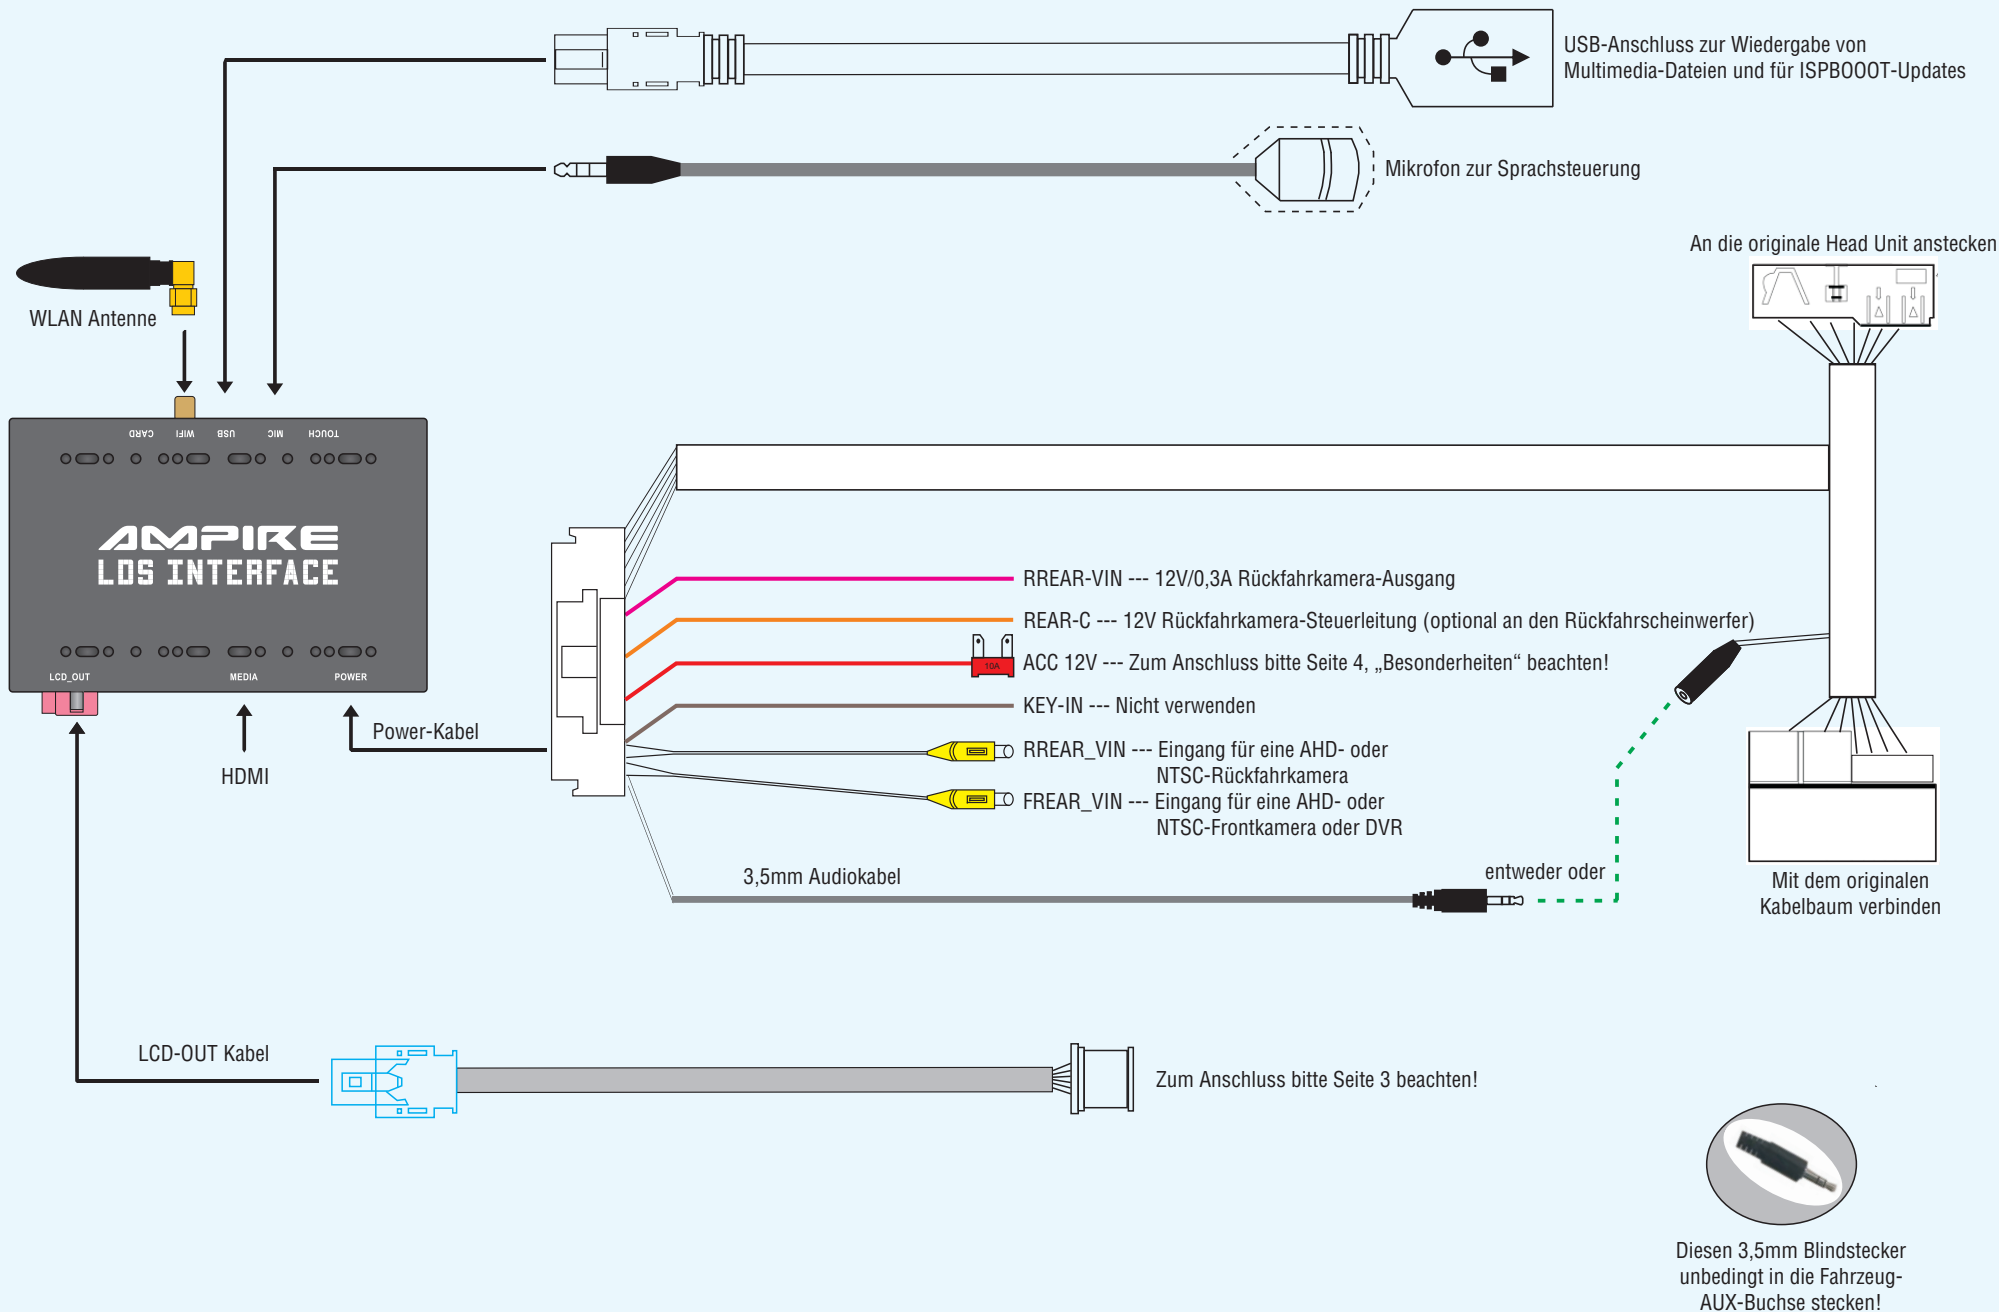 USB-Anschluss zur Wiedergabe von
Multimedia-Dateien und für ISPBOOOT-Updates
Mikrofon zur Sprachsteuerung
An die originale Head Unit anstecken
WLAN Antenne
CARD WIFI USB MIC TOUCH
AMPIRE
LDS INTERFACE
LCD_OUT MEDIA POWER
RREAR-VIN --- 12V/0,3A Rückfahrkamera-Ausgang
REAR-C --- 12V Rückfahrkamera-Steuerleitung (optional an den Rückfahrscheinwerfer)
10A
ACC 12V --- Zum Anschluss bitte Seite 4, „Besonderheiten“ beachten!
KEY-IN --- Nicht verwenden
Power-Kabel
HDMI
RREAR_VIN --- Eingang für eine AHD- oder
NTSC-Rückfahrkamera
FREAR_VIN --- Eingang für eine AHD- oder
NTSC-Frontkamera oder DVR
3,5mm Audiokabel
entweder oder
Mit dem originalen
Kabelbaum verbinden
LCD-OUT Kabel
Zum Anschluss bitte Seite 3 beachten!
Diesen 3,5mm Blindstecker
unbedingt in die Fahrzeug-
AUX-Buchse stecken!